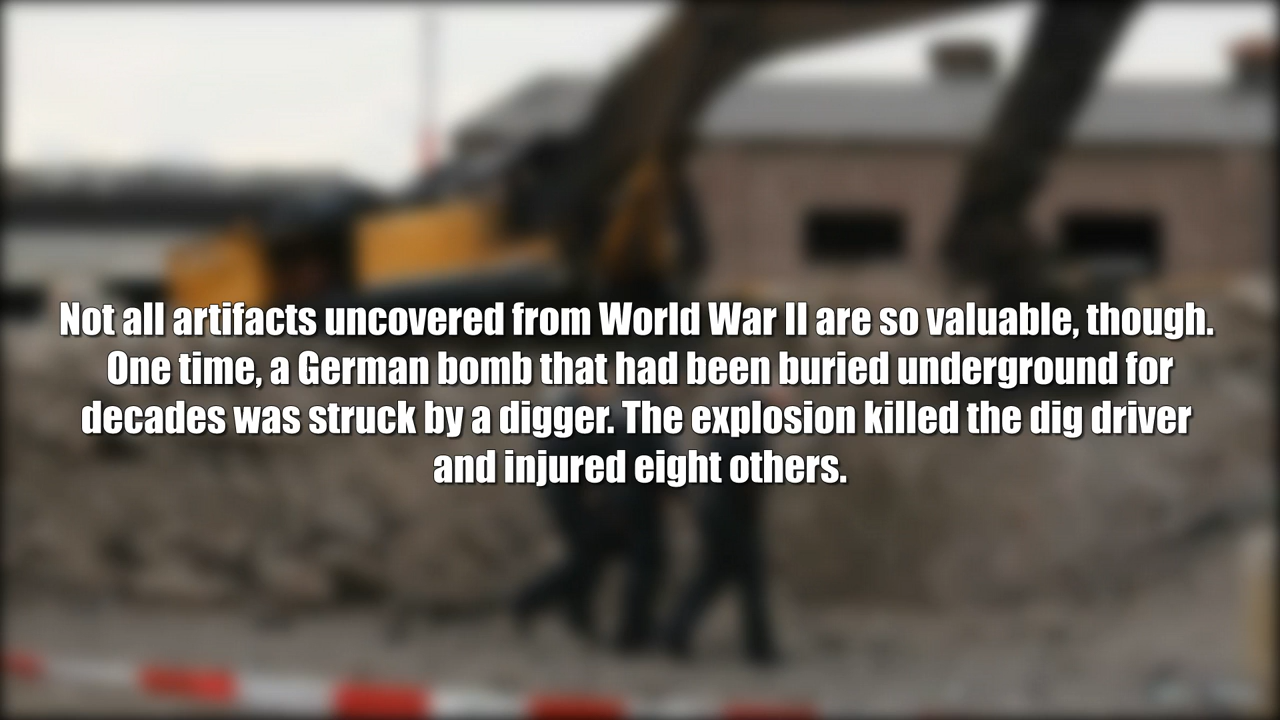 Not all artifacts uncovered from World War II are so valuable, though.
One time, a German bomb that had been buried underground for
decades was struck by a digger. The explosion killed the dig driver
and injured eight others.